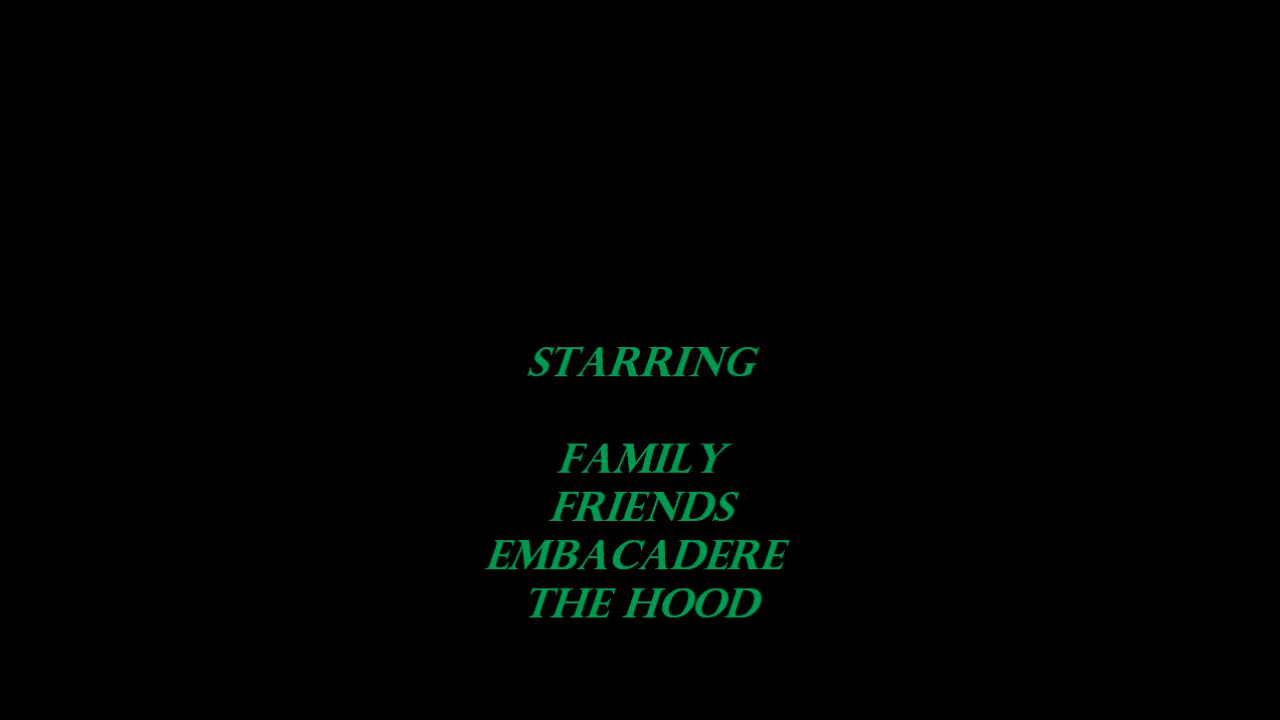 STARRING
FAMILY
FRIENDS
EMBACADERE
THE HOOD